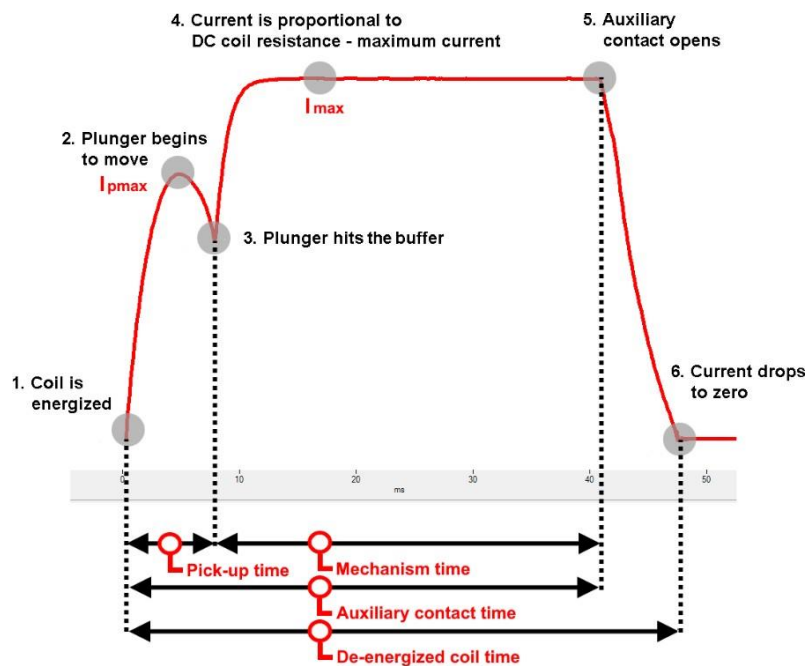 4. Current is proportional to
DC coil resistance - maximum current
5. Auxiliary
contact opens
I max
2. Plunger begins
to move
I pmax
3. Plunger hits the buffer
1. Coil is
energized
6. Current drops
to zero
0 10 20 30 40 50
ms
Pick-up time
Mechanism time
Auxiliary contact time
De-energized coil time